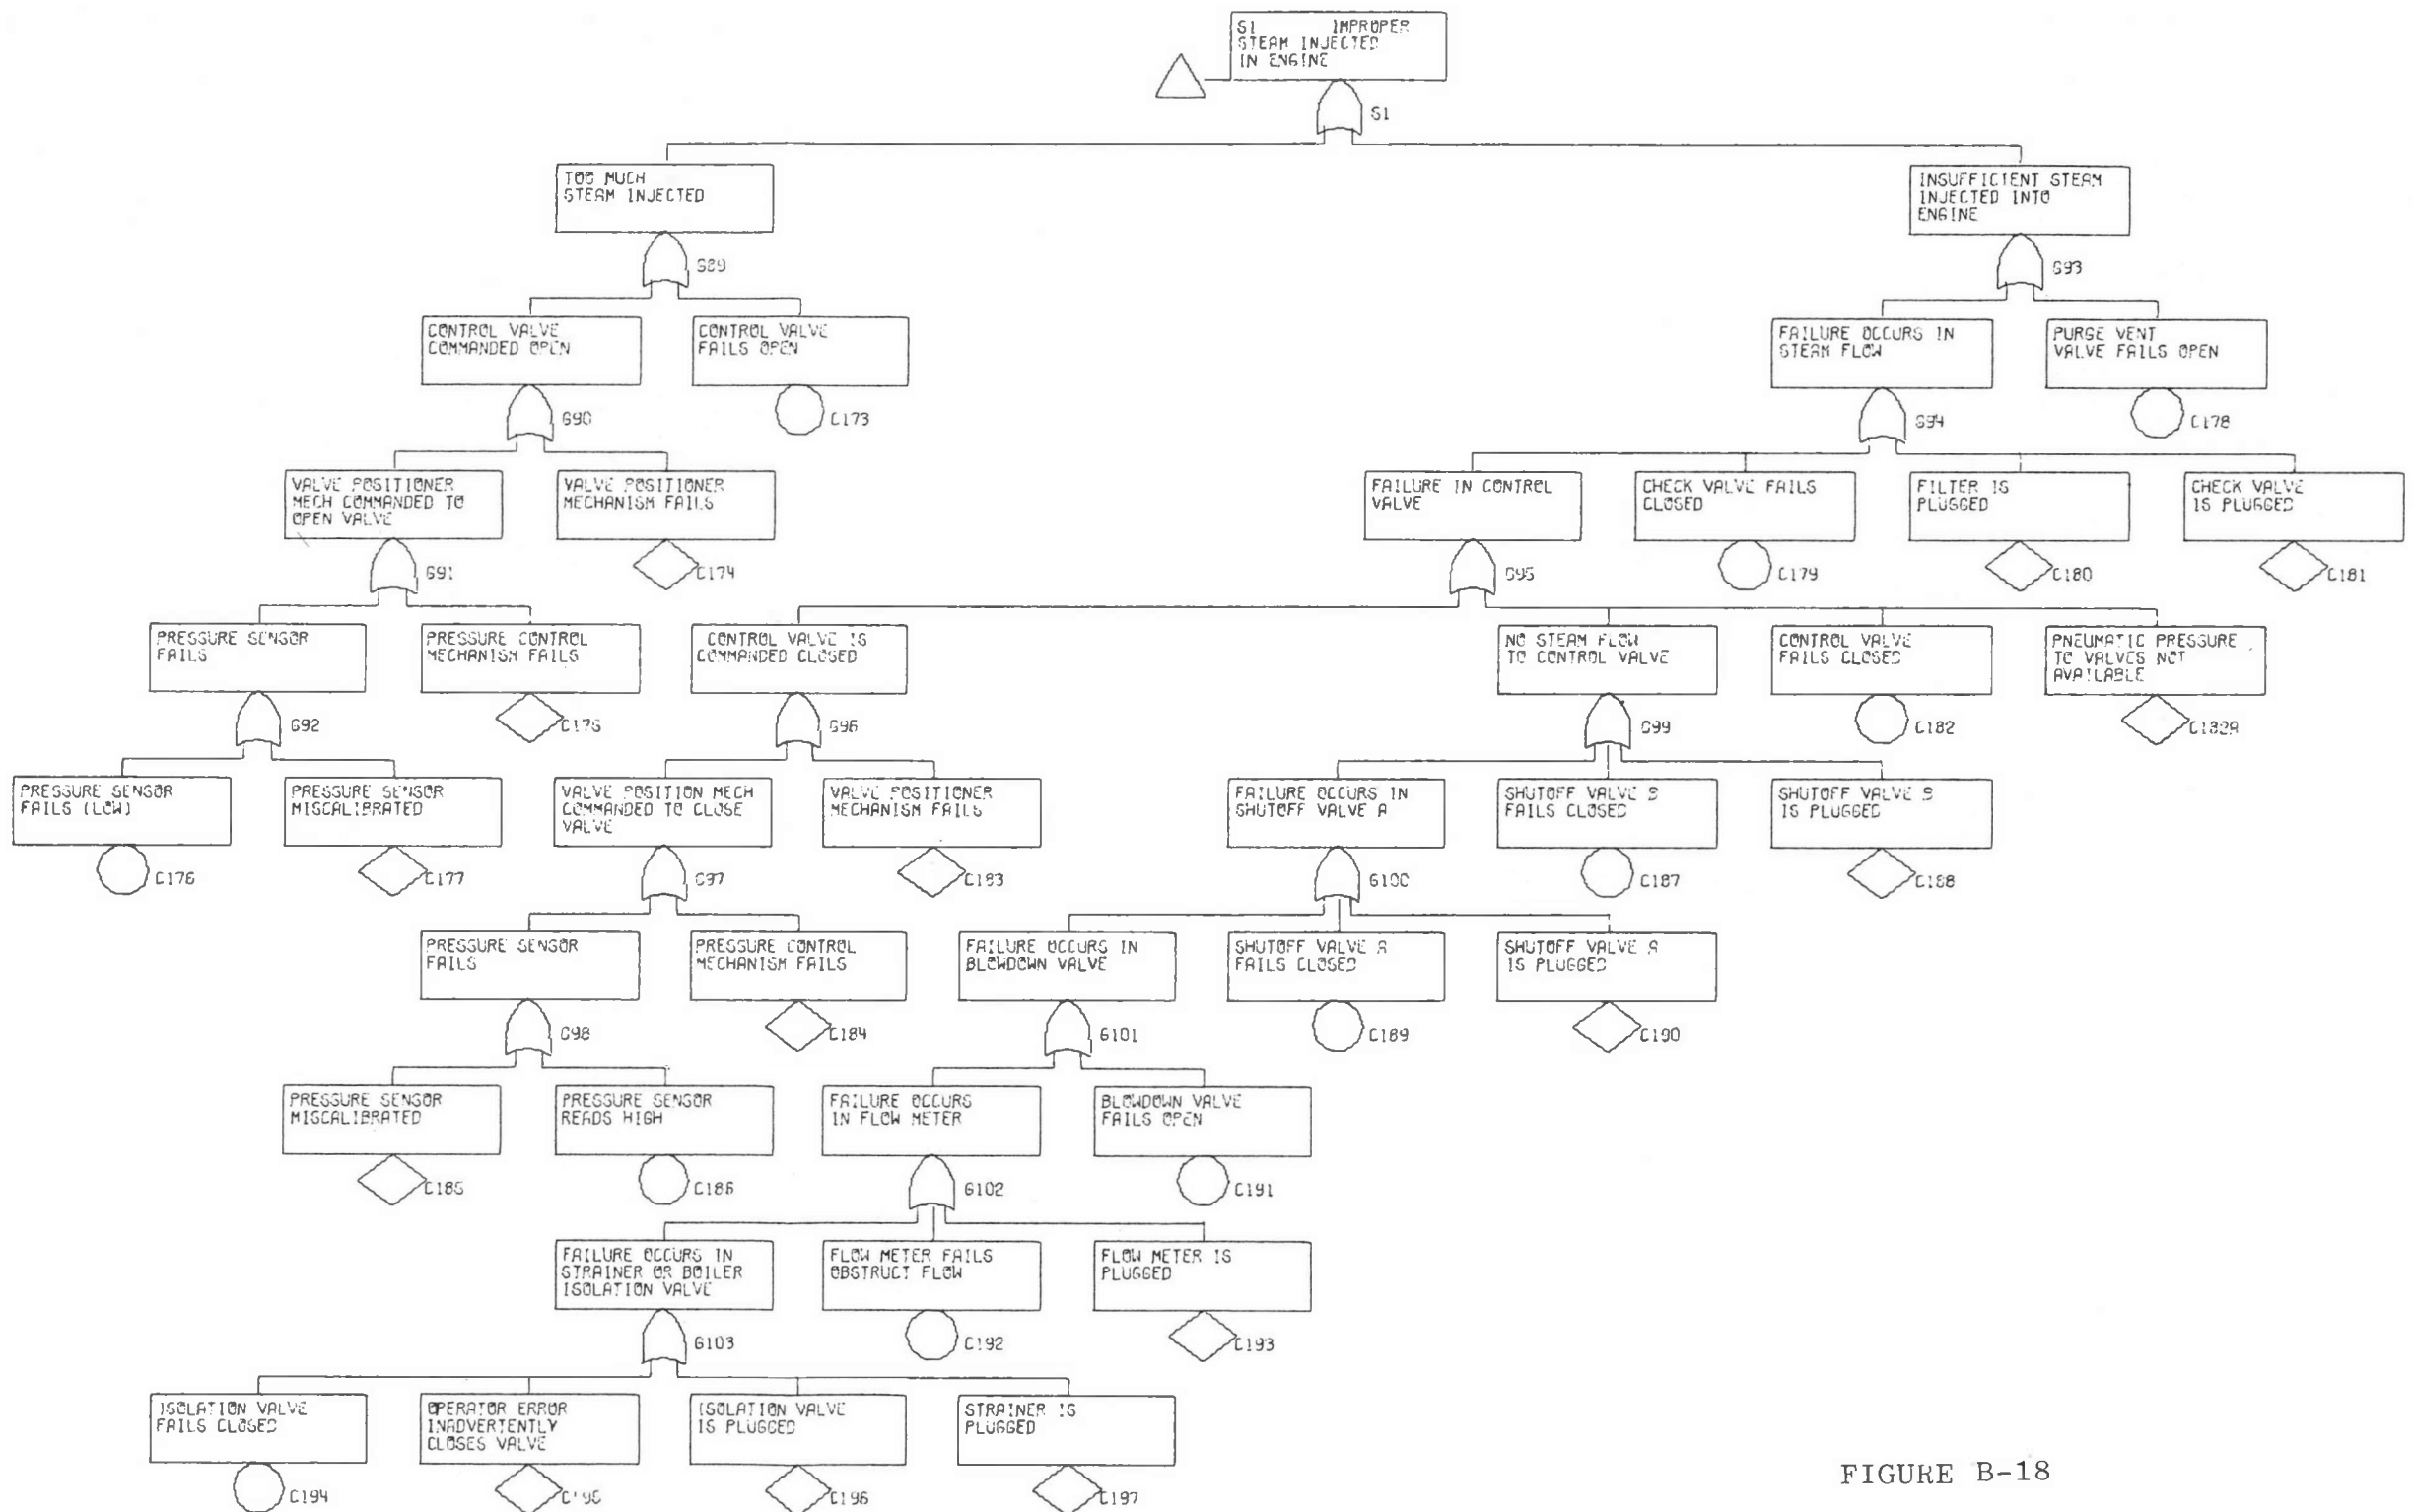 S1 IMPROPER
STEAM INJECTED
IN ENGINE
S1
TOO MUCH
STEAM INJECTED
INSUFFICIENT STEAM
INJECTED INTO
ENGINE
G89
G93
CONTROL VALVE
COMMANDED OPEN
CONTROL VALVE
FAILS OPEN
FAILURE OCCURS IN
STEAM FLOW
PURGE VENT
VALVE FAILS OPEN
G90
C173
G94
C178
VALVE POSITIONER
MECH COMMANDED TO
OPEN VALVE
VALVE POSITIONER
MECHANISM FAILS
FAILURE IN CONTROL
VALVE
CHECK VALVE FAILS
CLOSED
FILTER IS
PLUGGED
CHECK VALVE
IS PLUGGED
G91
C174
G95
C179
C180
C181
PRESSURE SENSOR
FAILS
PRESSURE CONTROL
MECHANISM FAILS
CONTROL VALVE IS
COMMANDED CLOSED
NO STEAM FLOW
TO CONTROL VALVE
CONTROL VALVE
FAILS CLOSED
PNEUMATIC PRESSURE
TO VALVES NOT
AVAILABLE
G92
C175
G96
G99
C182
C182A
PRESSURE SENSOR
FAILS (LOW)
PRESSURE SENSOR
MISCALIBRATED
VALVE POSITION MECH
COMMANDED TO CLOSE
VALVE
VALVE POSITIONER
MECHANISM FAILS
FAILURE OCCURS IN
SHUTOFF VALVE A
SHUTOFF VALVE B
FAILS CLOSED
SHUTOFF VALVE B
IS PLUGGED
C176
C177
G97
C183
G100
C187
C188
PRESSURE SENSOR
FAILS
PRESSURE CONTROL
MECHANISM FAILS
FAILURE OCCURS IN
BLOWDOWN VALVE
SHUTOFF VALVE A
FAILS CLOSED
SHUTOFF VALVE A
IS PLUGGED
G98
C184
G101
C189
C190
PRESSURE SENSOR
MISCALIBRATED
PRESSURE SENSOR
READS HIGH
FAILURE OCCURS
IN FLOW METER
BLOWDOWN VALVE
FAILS OPEN
C185
C186
G102
C191
FAILURE OCCURS IN
STRAINER OR BOILER
ISOLATION VALVE
FLOW METER FAILS
OBSTRUCT FLOW
FLOW METER IS
PLUGGED
G103
C192
C193
ISOLATION VALVE
FAILS CLOSED
OPERATOR ERROR
INADVERTENTLY
CLOSES VALVE
ISOLATION VALVE
IS PLUGGED
STRAINER IS
PLUGGED
C194
C195
C196
C197
FIGURE B-18